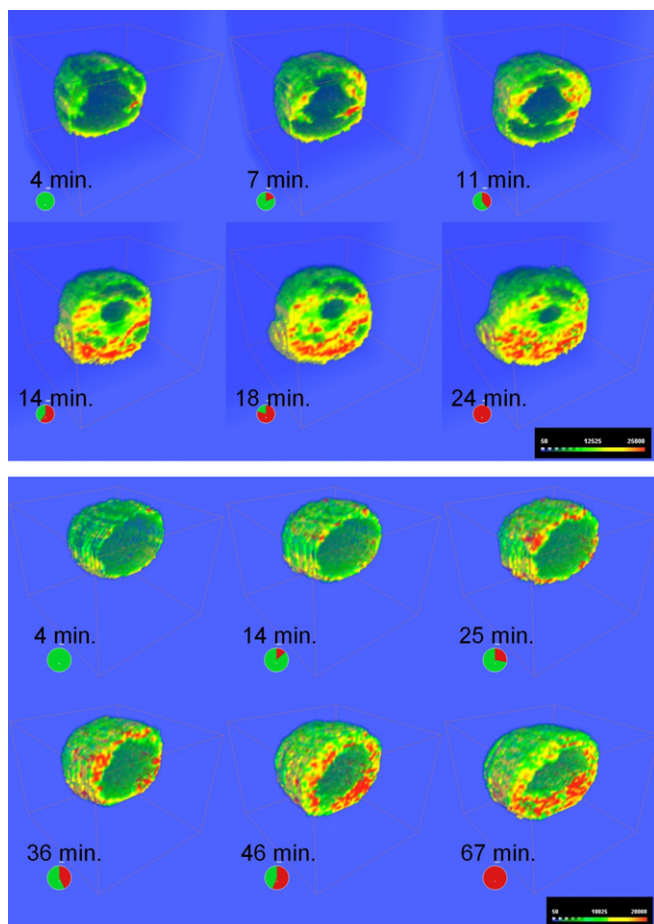 4 min.
7 min.
11 min.
14 min.
18 min.
24 min.
50 12525 25000
4 min.
14 min.
25 min.
36 min.
46 min.
67 min.
50 10025 20000